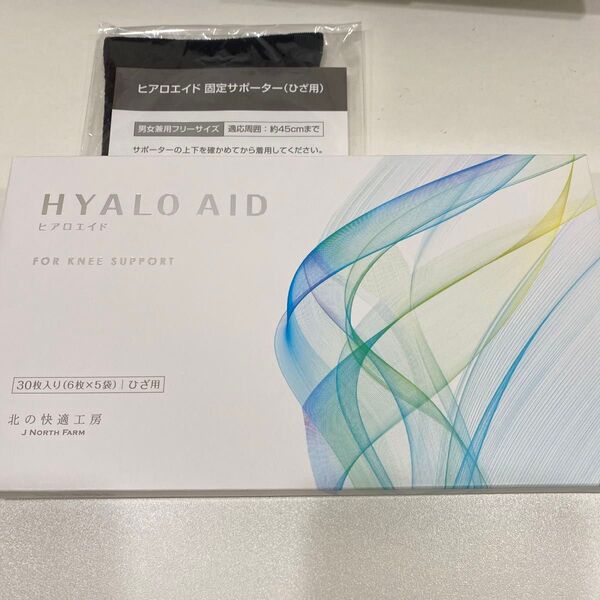 ヒアロエイド 固定サポーター(ひざ用)
男女兼用フリーサイズ 適応周囲:約45cmまで
サポーターの上下を確かめてから着用してください。
HYALO AID
ヒアロエイド
FOR KNEE SUPPORT
30枚入り(6枚×5袋)|ひざ用
北の快適工房
J NORTH FARM